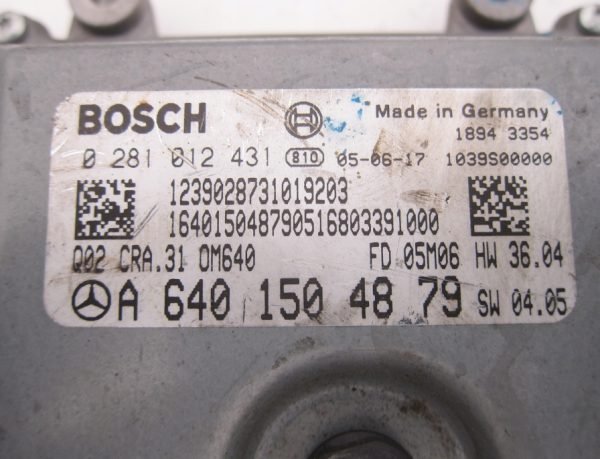 BOSCH Made in Germany
1894 3354
0 281 012 431 810 05-06-17 1039S00000
1239028731019203
164015048790516803391000
Q02 CRA.31 OM640 FD 05M06 HW 36.04
A 640 150 48 79 SW 04.05